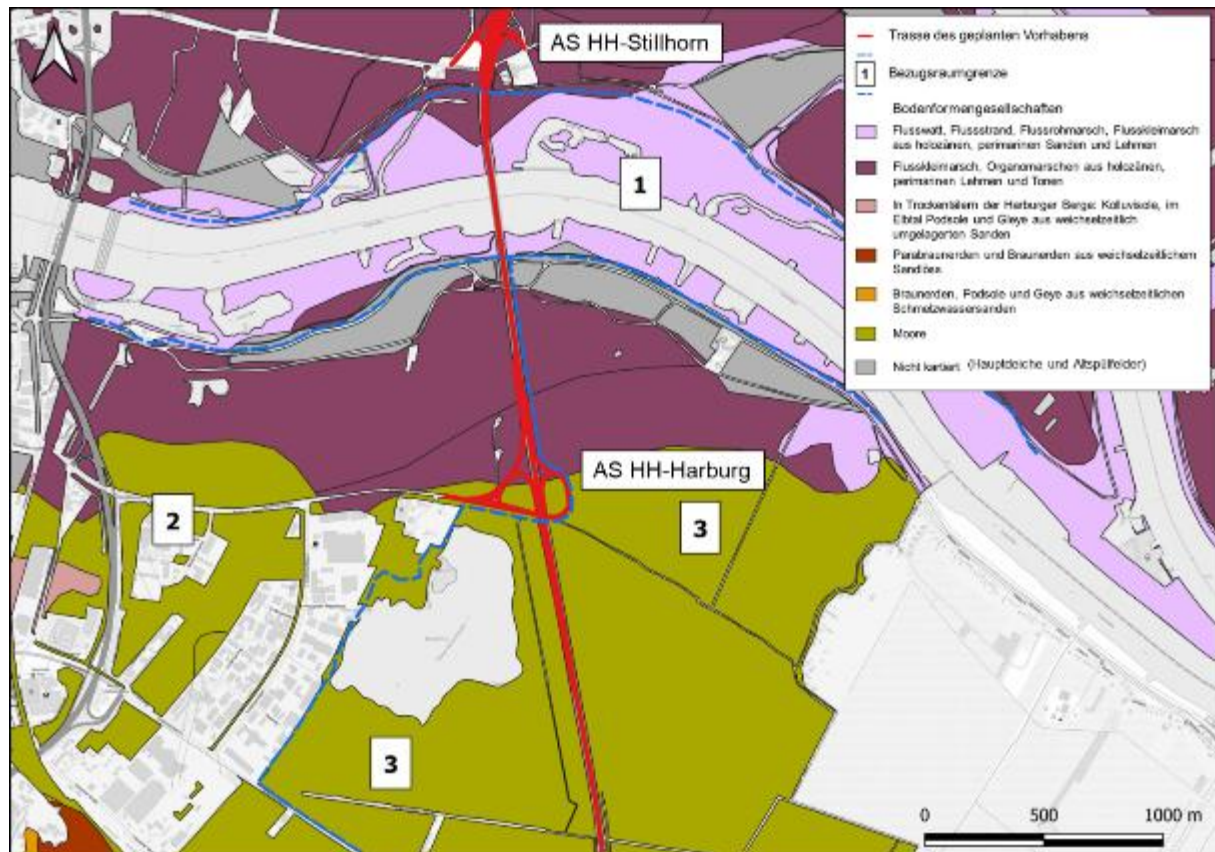 AS HH-Stillhorn
1
AS HH-Harburg
2
3
3
0 500 1000 m
Trasse des geplanten Vorhabens
1 Bezugsraumgrenze
Bodenformengesellschaften
Flusswatt, Flussstrand, Flussrohmarsch, Flusskleimarsch
aus holozänen, perimarinen Sanden und Lehmen
Flusskleimarsch, Organomarschen aus holozänen,
perimarinen Lehmen und Tonen
In Trockentälern der Harburger Berge: Kolluvisole, im
Elbtal Podsole und Gleye aus weichselzeitlich
umgelagerten Sanden
Parabraunerden und Braunerden aus weichselzeitlichem
Sandlöss
Braunerden, Podsole und Geye aus weichselzeitlichen
Schmelzwassersanden
Moore
Nicht kartiert (Hauptdeiche und Altspülfelder)